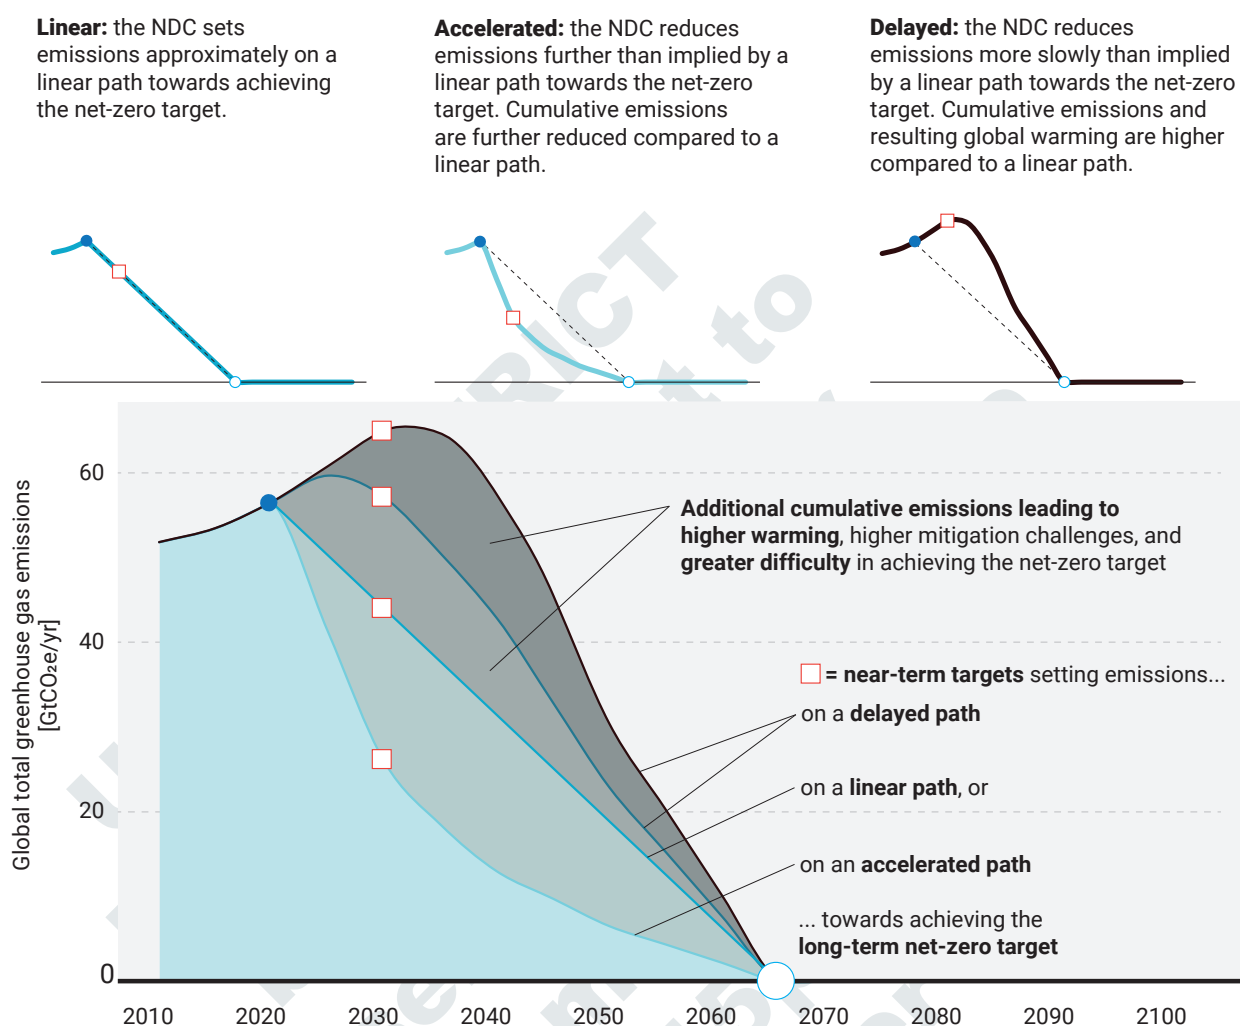 Linear: the NDC sets
emissions approximately on a
linear path towards achieving
the net-zero target.
Accelerated: the NDC reduces
emissions further than implied by a
linear path towards the net-zero
target. Cumulative emissions
are further reduced compared to a
linear path.
Delayed: the NDC reduces
emissions more slowly than implied
by a linear path towards the net-zero
target. Cumulative emissions and
resulting global warming are higher
compared to a linear path.
Global total greenhouse gas emissions
[GtCO₂e/yr]
60
40
20
0
Additional cumulative emissions leading to
higher warming, higher mitigation challenges, and
greater difficulty in achieving the net-zero target
= near-term targets setting emissions...
on a delayed path
on a linear path, or
on an accelerated path
... towards achieving the
long-term net-zero target
2010 2020 2030 2040 2050 2060 2070 2080 2090 2100